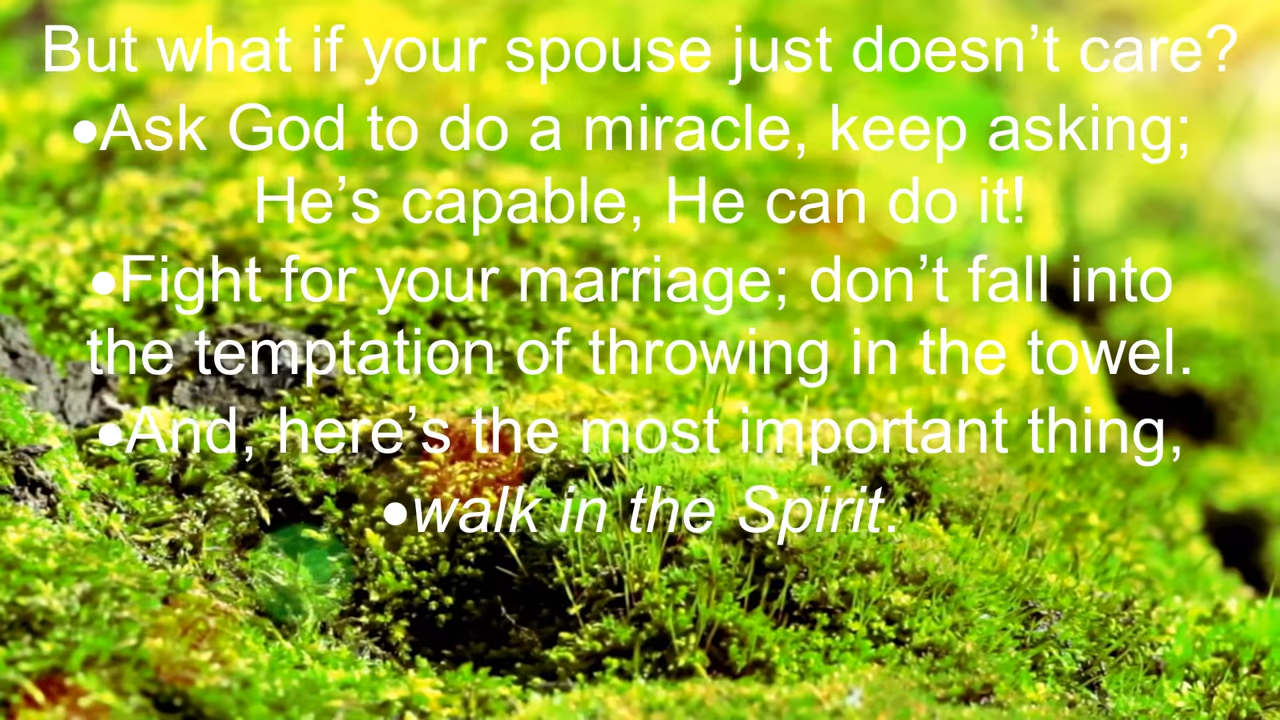 But what if your spouse just doesn’t care?
●Ask God to do a miracle, keep asking;
He’s capable, He can do it!
●Fight for your marriage; don’t fall into
the temptation of throwing in the towel.
●And, here’s the most important thing,
●walk in the Spirit.